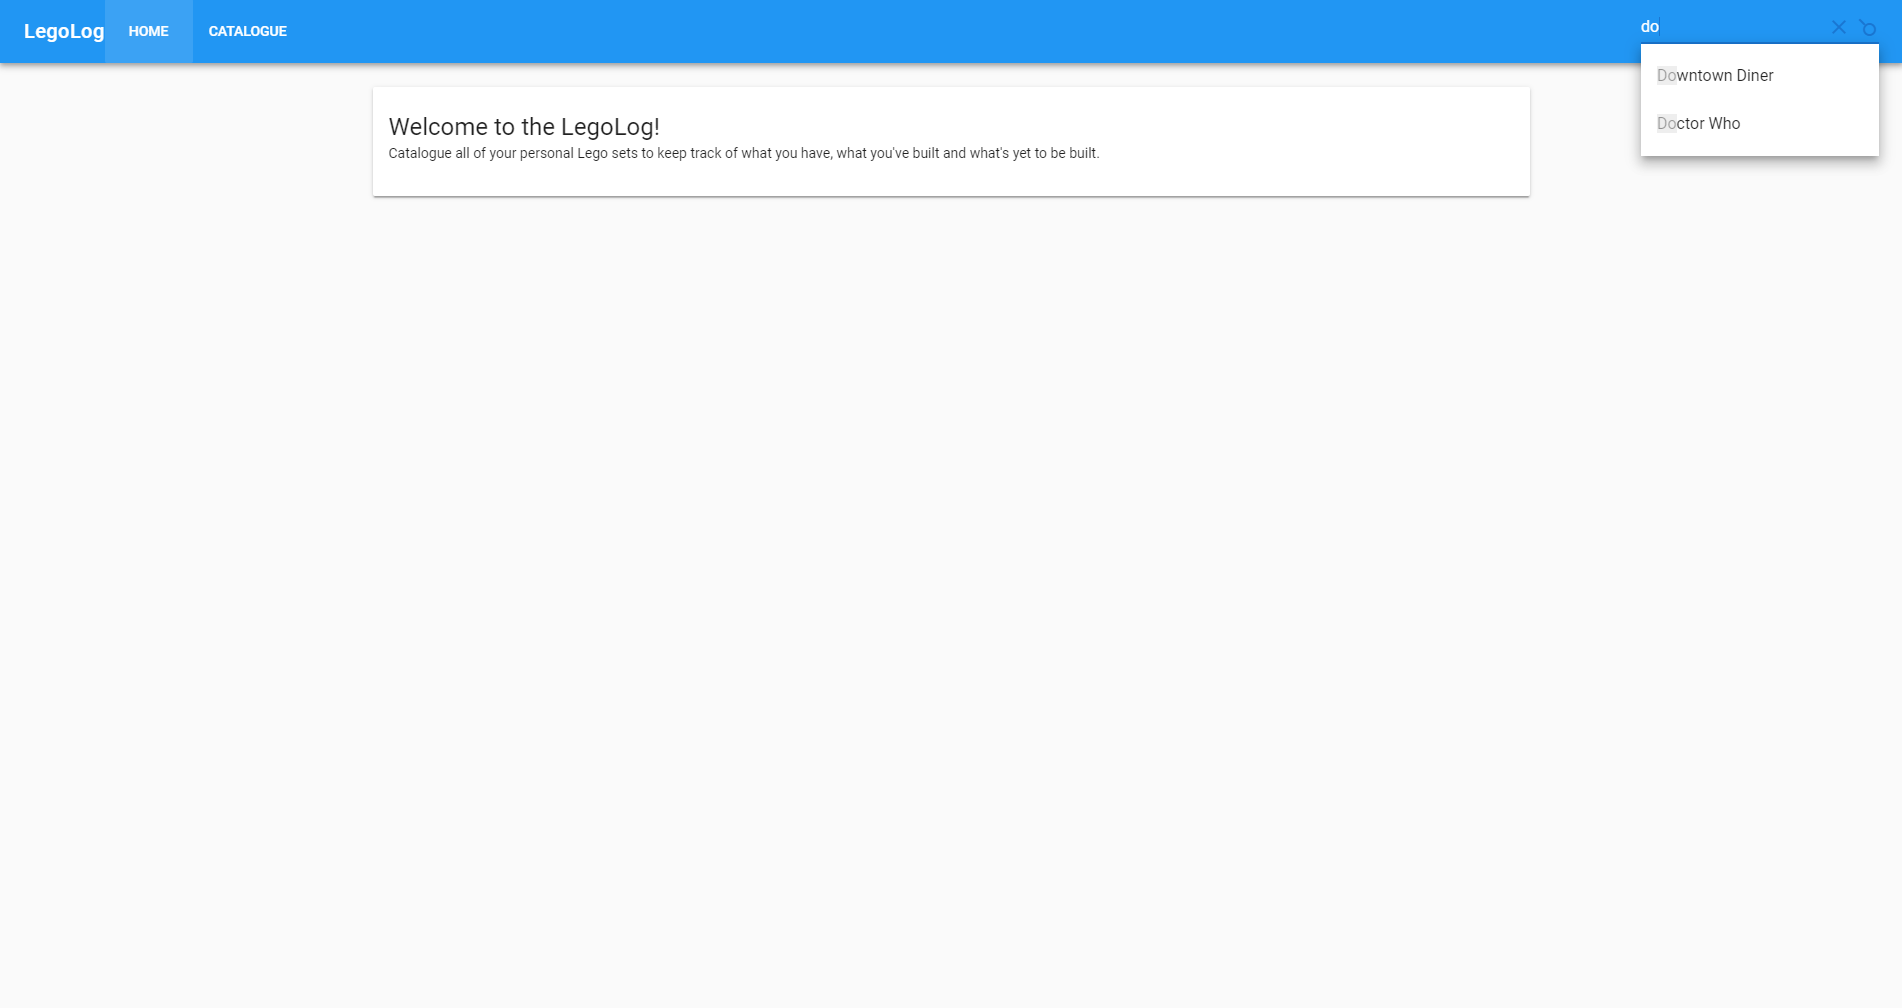 LegoLog HOME CATALOGUE do
Downtown Diner
Doctor Who
Welcome to the LegoLog!
Catalogue all of your personal Lego sets to keep track of what you have, what you've built and what's yet to be built.